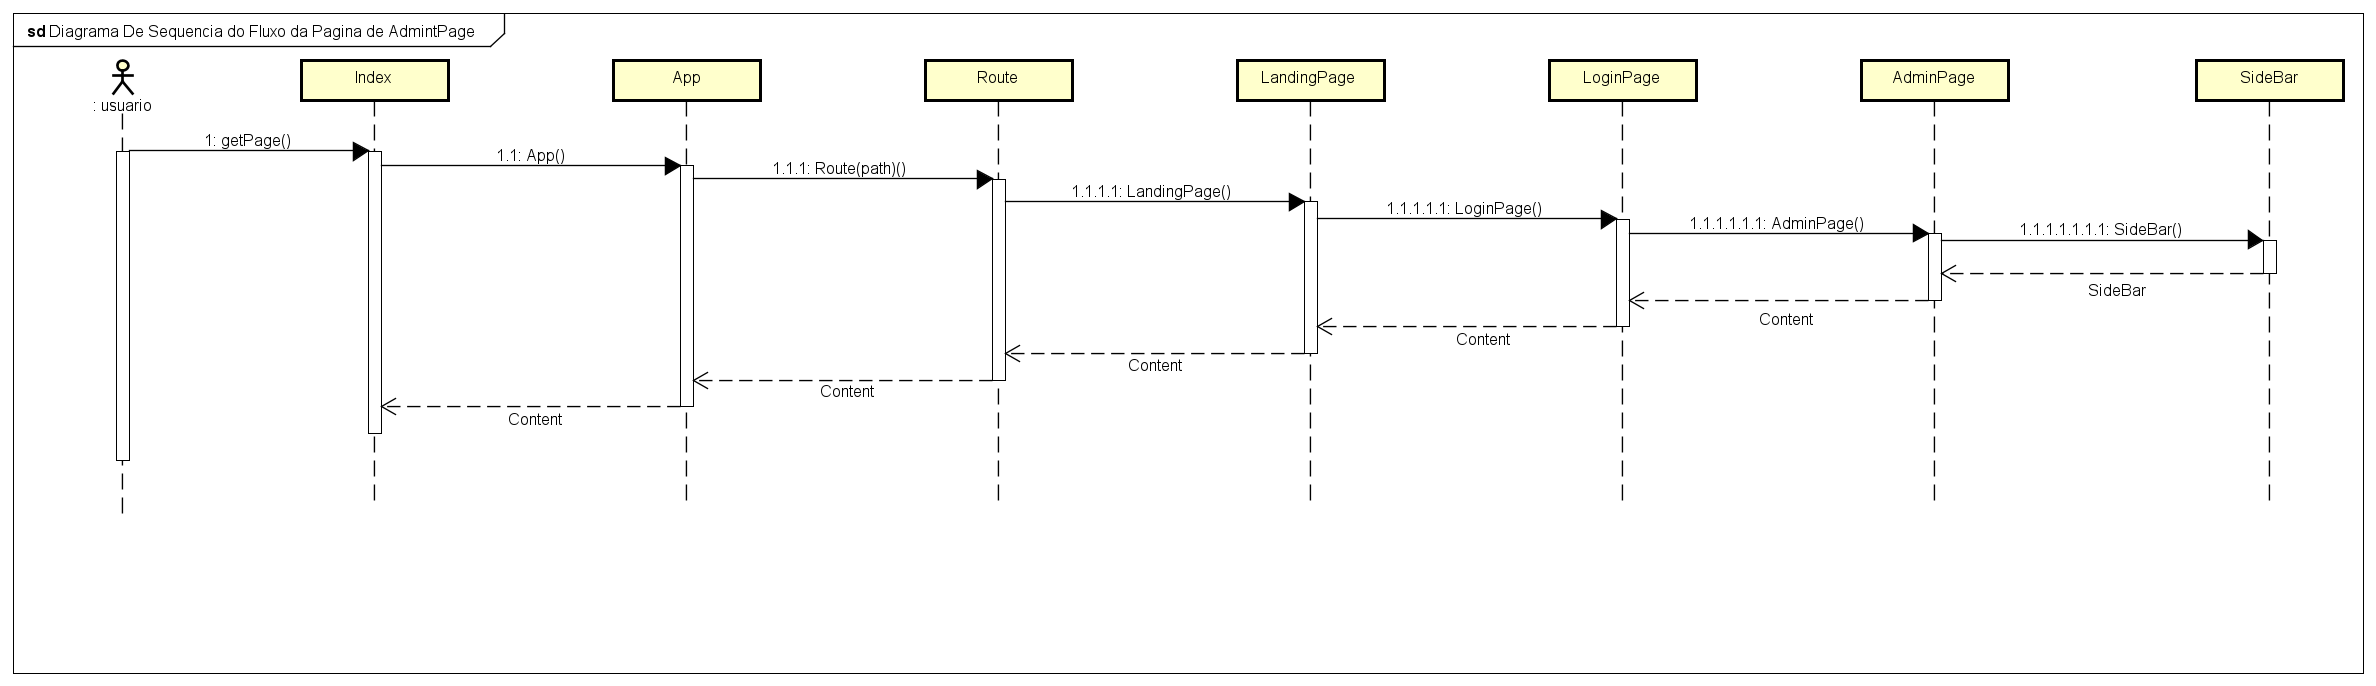 sd Diagrama De Sequencia do Fluxo da Pagina de AdmintPage
: usuario
Index
App
Route
LandingPage
LoginPage
AdminPage
SideBar
1: getPage()
1.1: App()
1.1.1: Route(path)()
1.1.1.1: LandingPage()
1.1.1.1.1: LoginPage()
1.1.1.1.1.1: AdminPage()
1.1.1.1.1.1.1: SideBar()
SideBar
Content
Content
Content
Content
Content